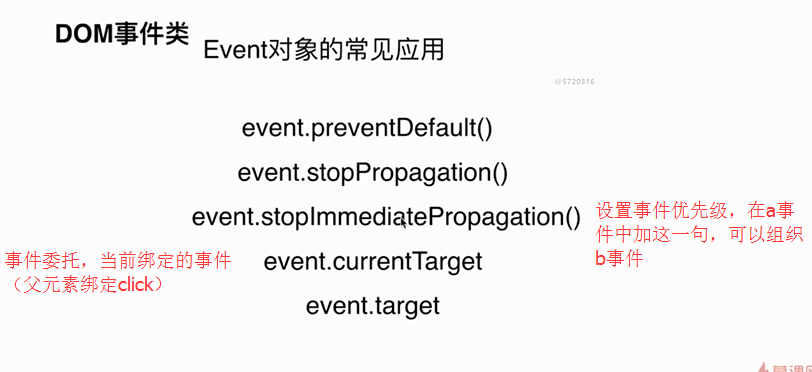 DOM事件类
Event对象的常见应用
@5720316
event.preventDefault()
event.stopPropagation()
event.stopImmediatePropagation()
设置事件优先级，在a事
件中加这一句，可以组织
b事件
事件委托，当前绑定的事件
（父元素绑定click）
event.currentTarget
event.target